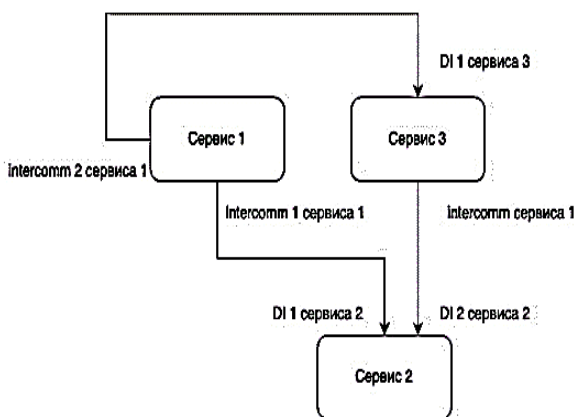 DI 1 сервиса 3
Сервис 1
Сервис 3
intercomm 2 сервиса 1
Intercomm 1 сервиса 1
intercomm сервиса 1
DI 1 сервиса 2
DI 2 сервиса 2
Сервис 2